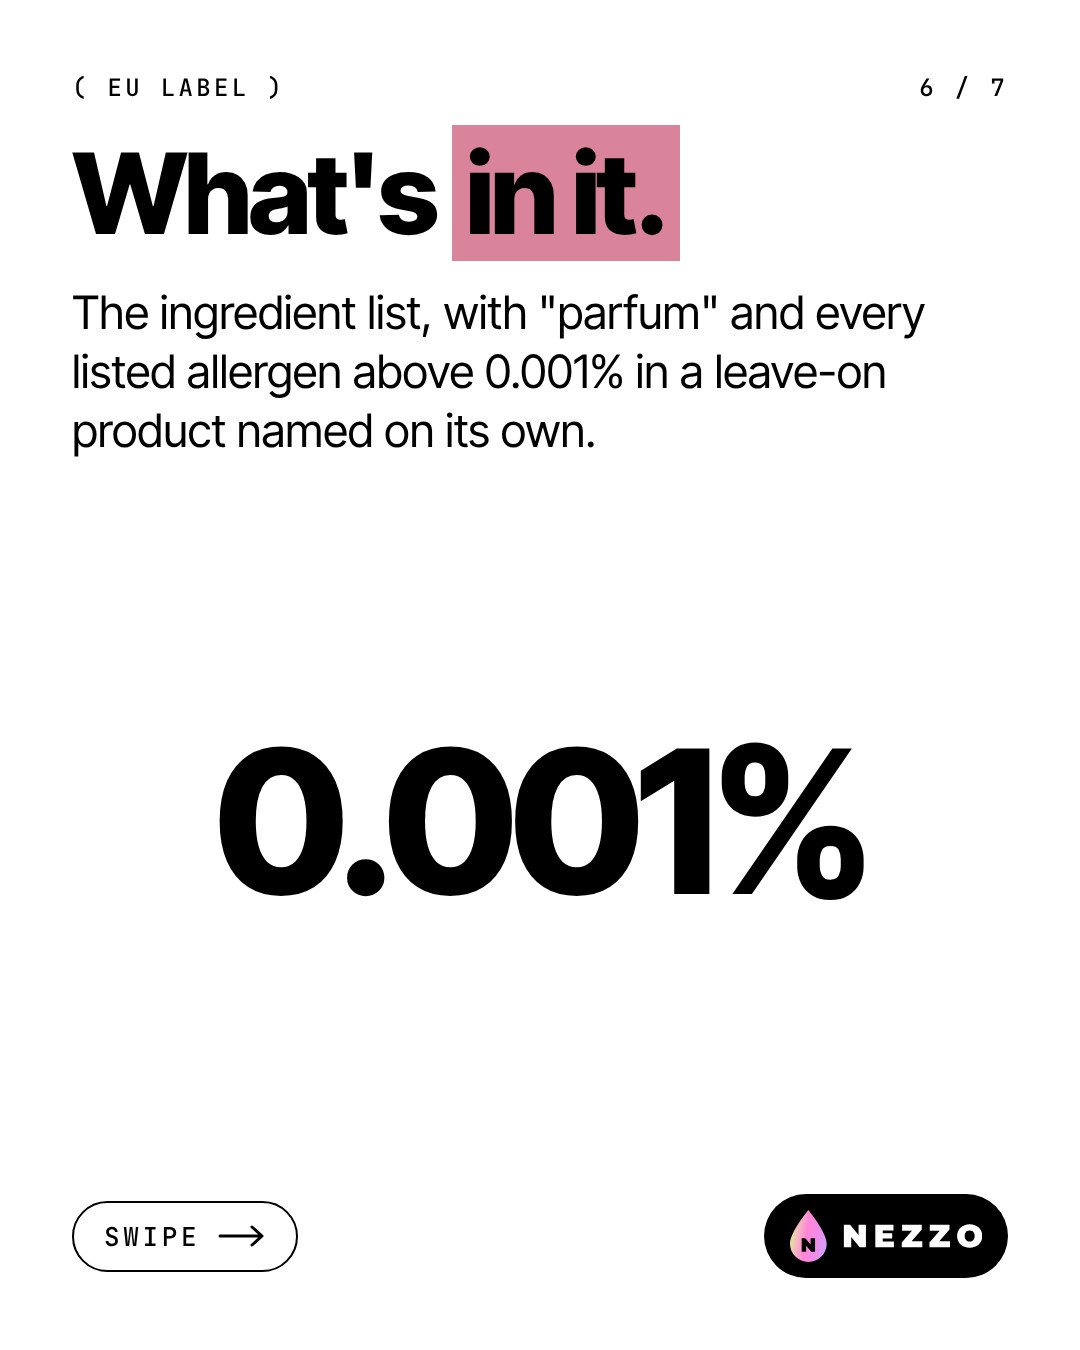 ( EU LABEL )
6 / 7
What's in it.
The ingredient list, with "parfum" and every
listed allergen above 0.001% in a leave-on
product named on its own.
0.001%
SWIPE →
N NEZZO